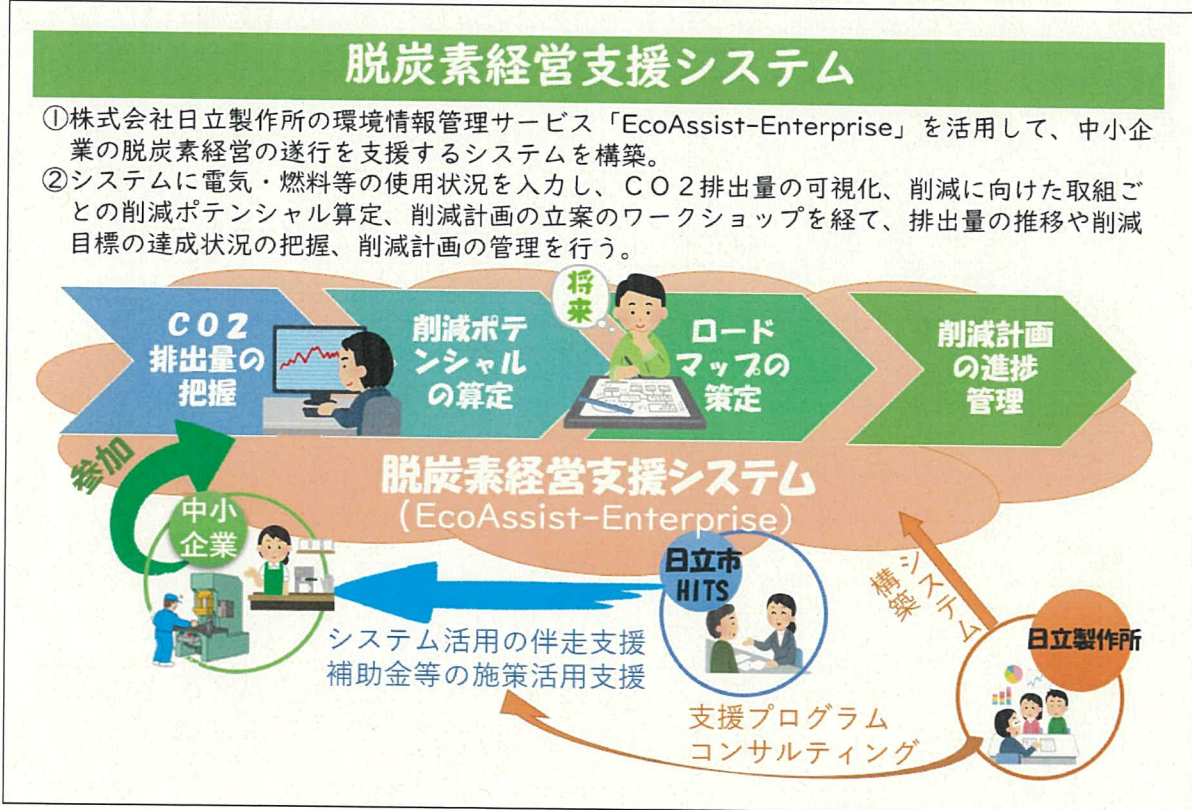 脱炭素経営支援システム
①株式会社日立製作所の環境情報管理サービス「EcoAssist-Enterprise」を活用して、中小企
業の脱炭素経営の遂行を支援するシステムを構築。
②システムに電気・燃料等の使用状況を入力し、ＣＯ２排出量の可視化、削減に向けた取組ご
との削減ポテンシャル算定、削減計画の立案のワークショップを経て、排出量の推移や削減
目標の達成状況の把握、削減計画の管理を行う。
ＣＯ２
排出量の
把握
削減ポテ
ンシャル
の算定
将来
ロード
マップの
策定
削減計画
の進捗
管理
参加
脱炭素経営支援システム
(EcoAssist-Enterprise)
中小
企業
日立市
HITS
システム
構築
日立製作所
システム活用の伴走支援
補助金等の施策活用支援
支援プログラム
コンサルティング